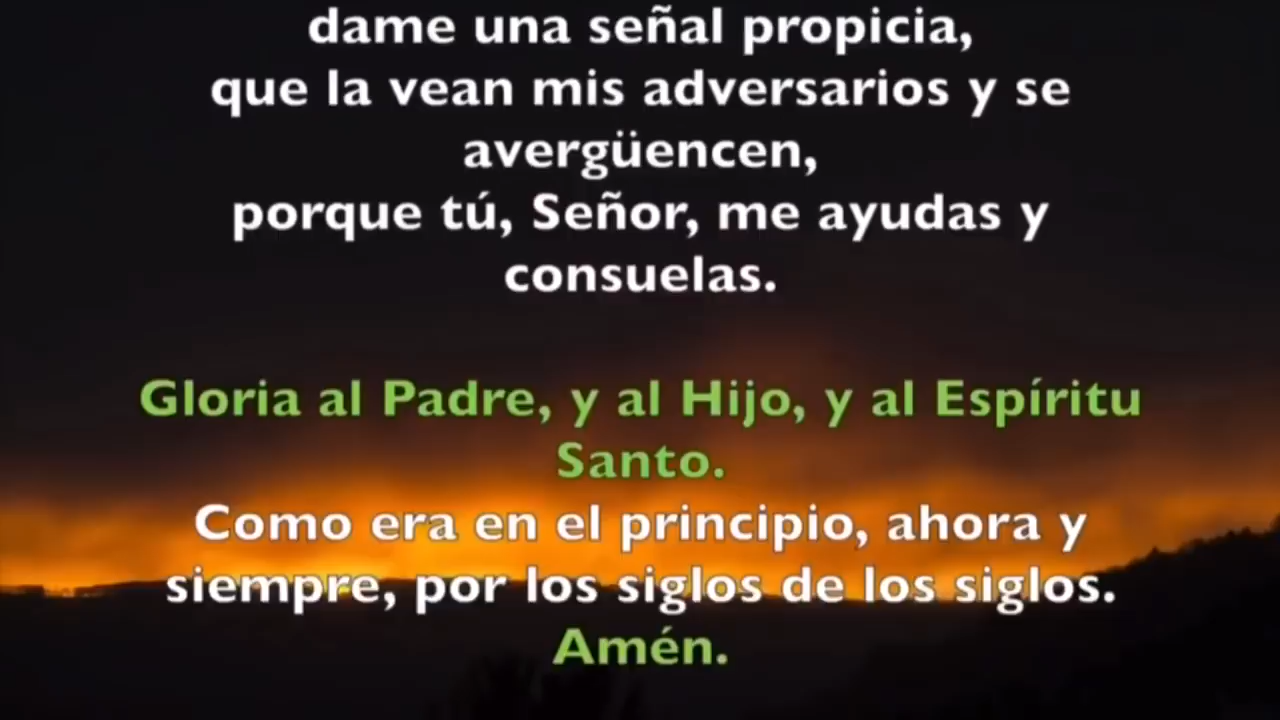 dame una señal propicia,
que la vean mis adversarios y se
avergüencen,
porque tú, Señor, me ayudas y
consuelas.
Gloria al Padre, y al Hijo, y al Espíritu
Santo.
Como era en el principio, ahora y
siempre, por los siglos de los siglos.
Amén.